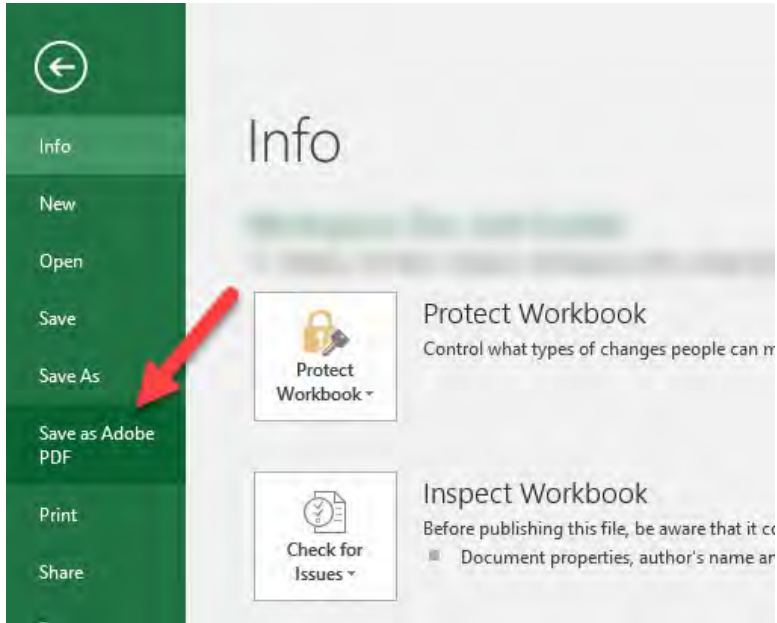 Info
New
Open
Save
Save As
Save as Adobe
PDF
Print
Share
Info
Protect
Workbook
Protect Workbook
Control what types of changes people can m
Check for
Issues
Inspect Workbook
Before publishing this file, be aware that it co
Document properties, author's name an